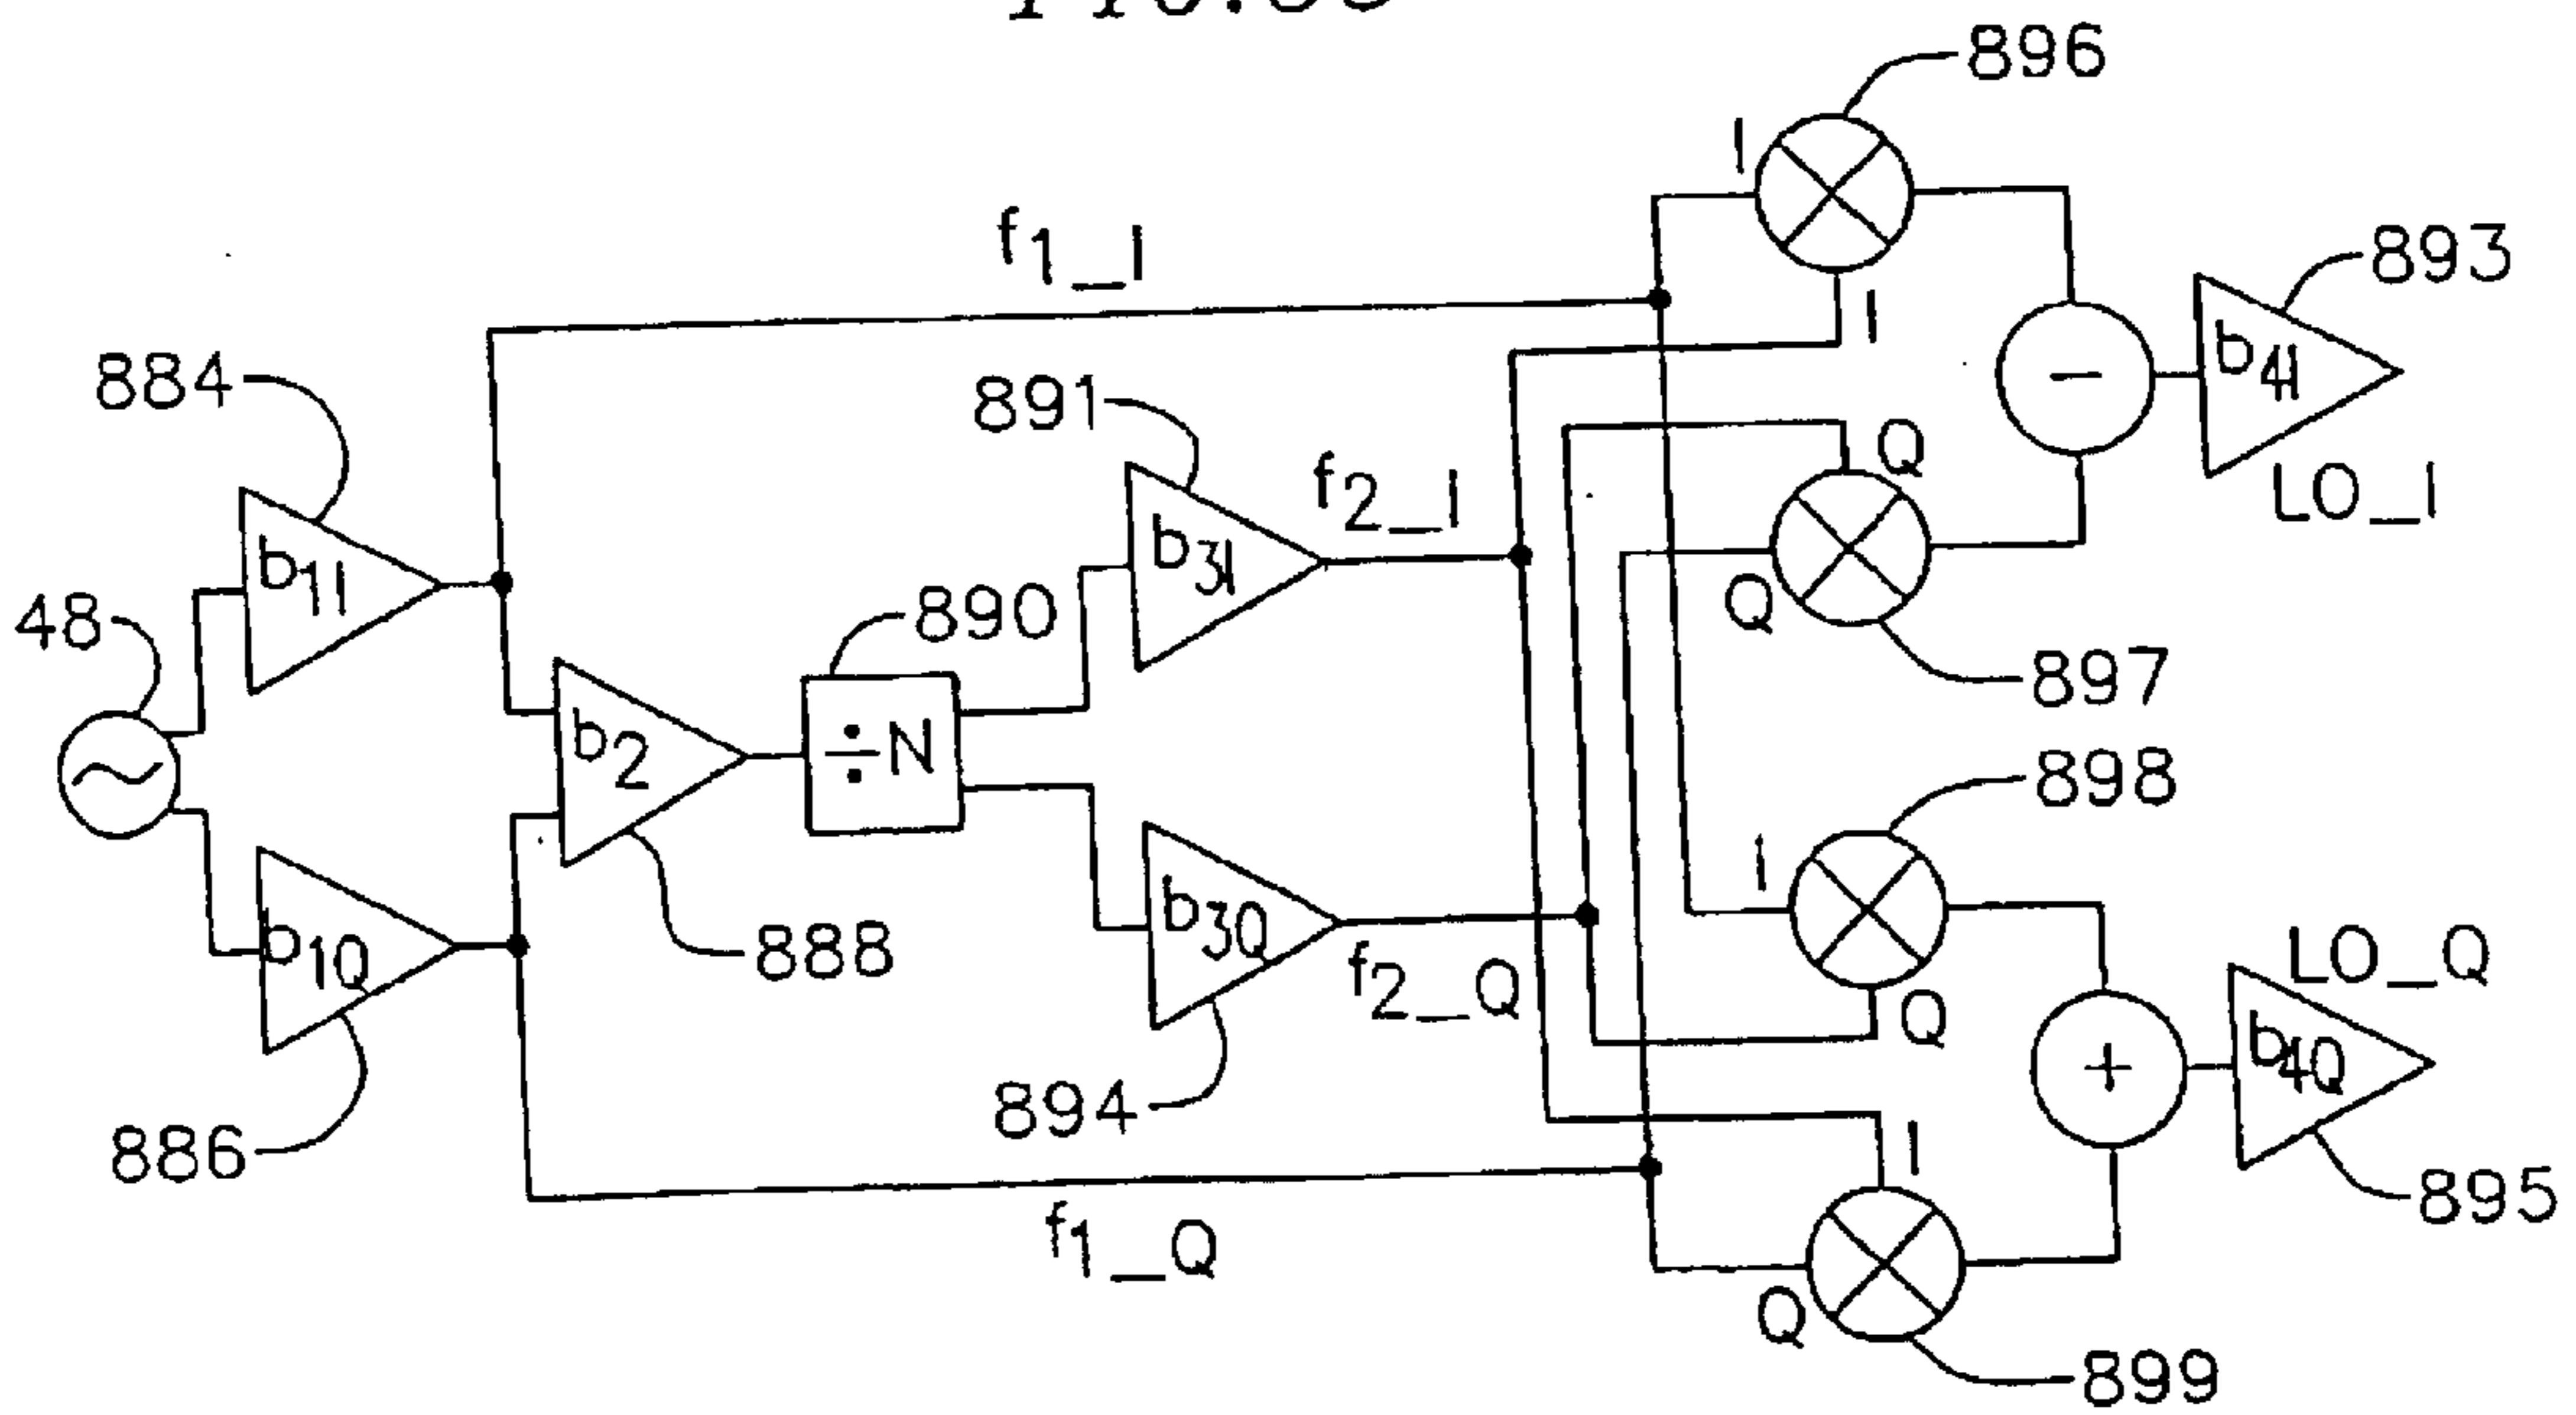 896
I
f1_I
893
I
b4I
884
891
Q
f2_I
LO_I
b1I
b3I
48
890
Q
b2
÷N
897
898
I
b1Q
888
b3Q
f2_Q
Q
LO_Q
+
b4Q
894
886
I
895
f1_Q
Q
899